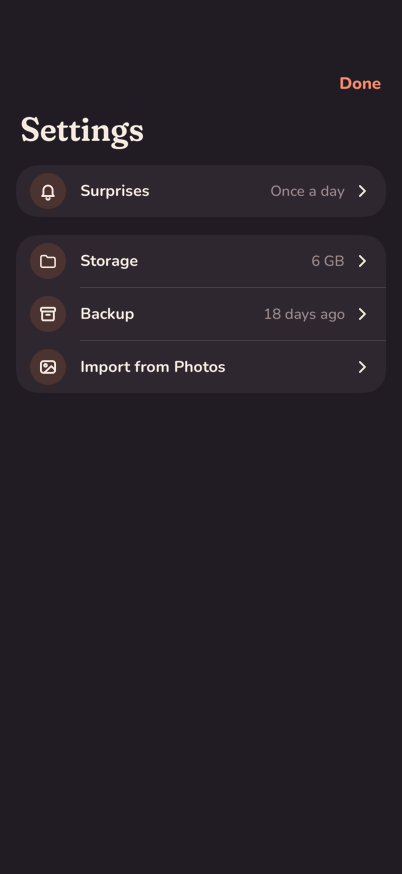 Done
Settings
Surprises Once a day
Storage 6 GB
Backup 18 days ago
Import from Photos